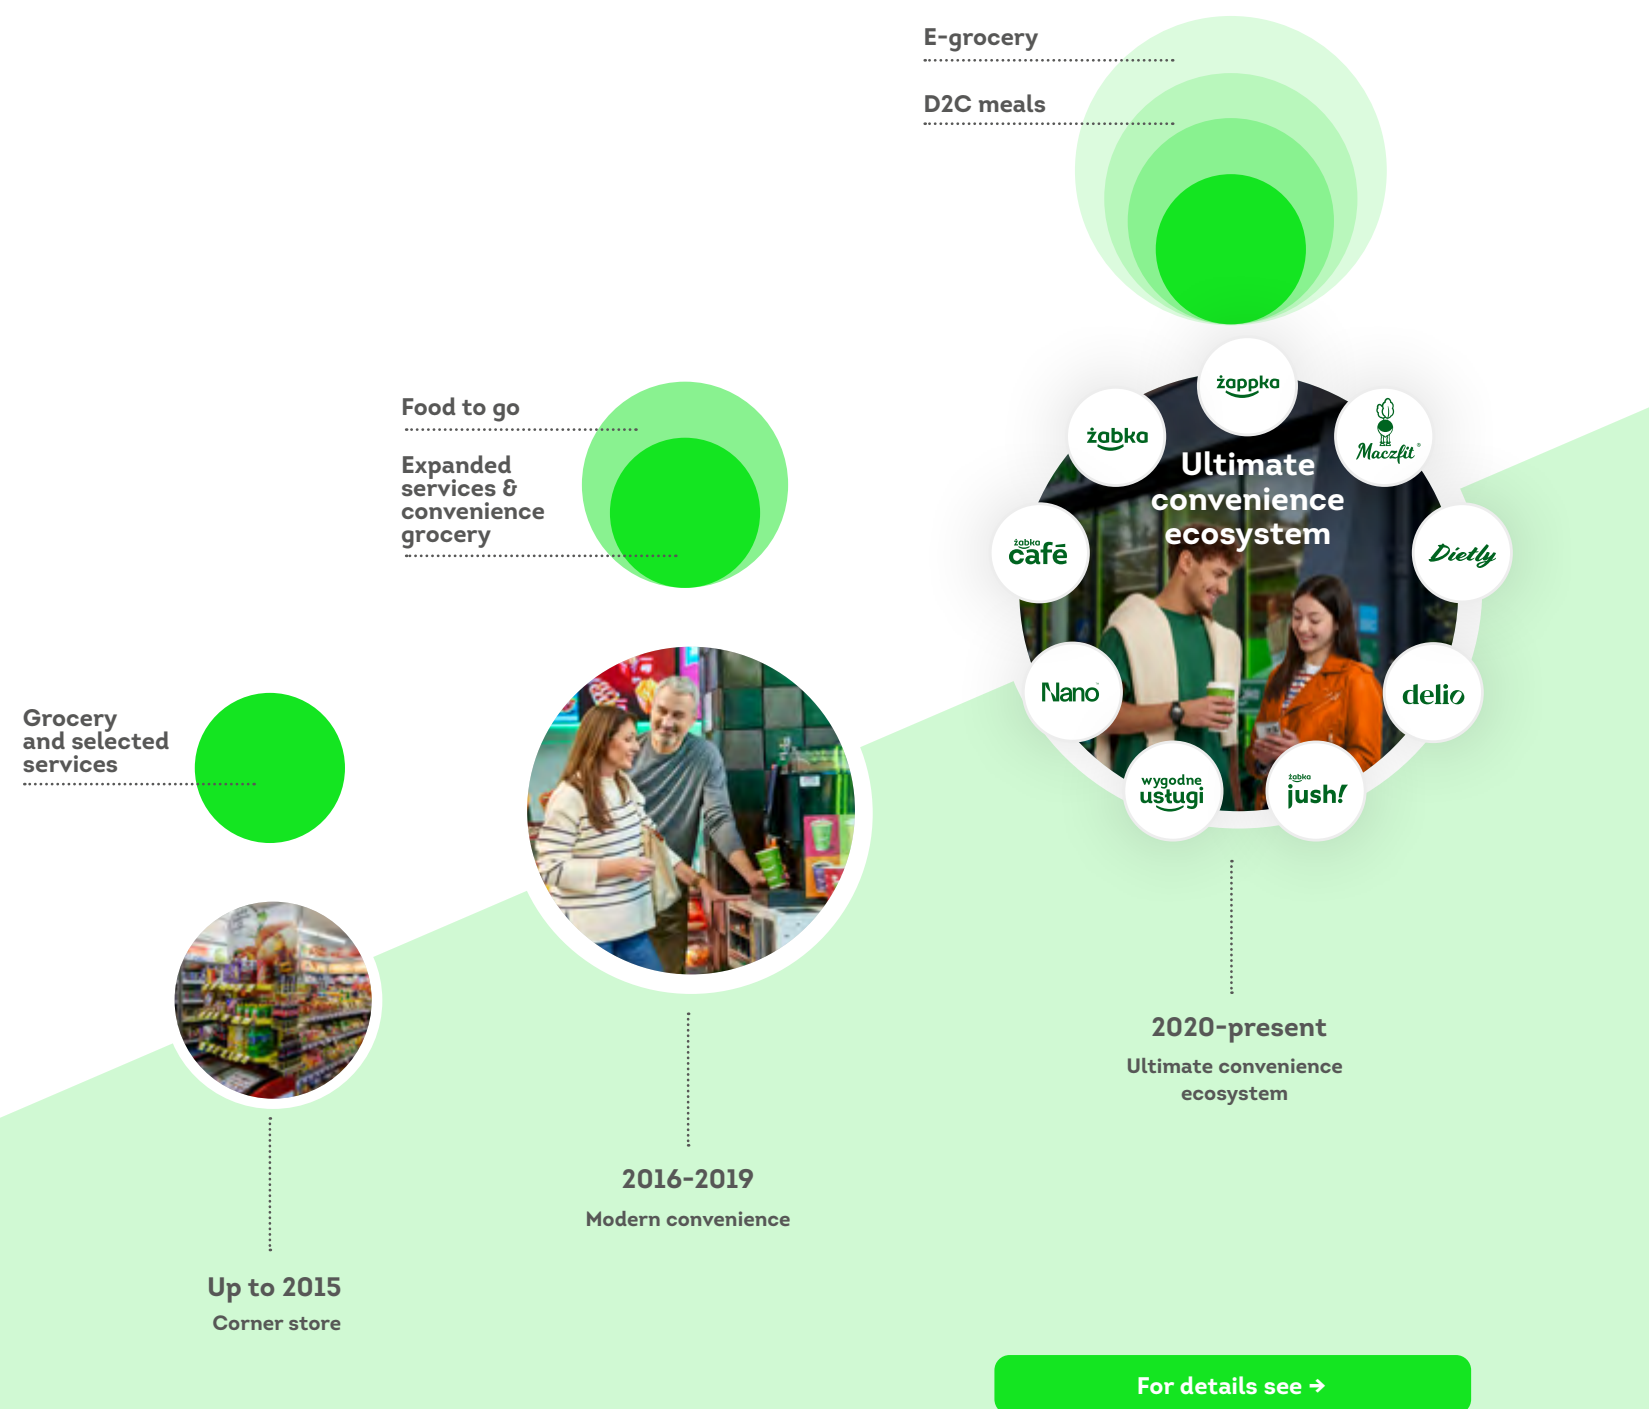 E-grocery
D2C meals
Food to go
Expanded
services &
convenience
grocery
Grocery
and selected
services
żappka
żabka
Maczfit®
Ultimate
convenience
ecosystem
żabka
café
Dietly
Nano
delio
wygodne
usługi
żabka
jush!
2020-present
Ultimate convenience
ecosystem
2016-2019
Modern convenience
Up to 2015
Corner store
For details see →